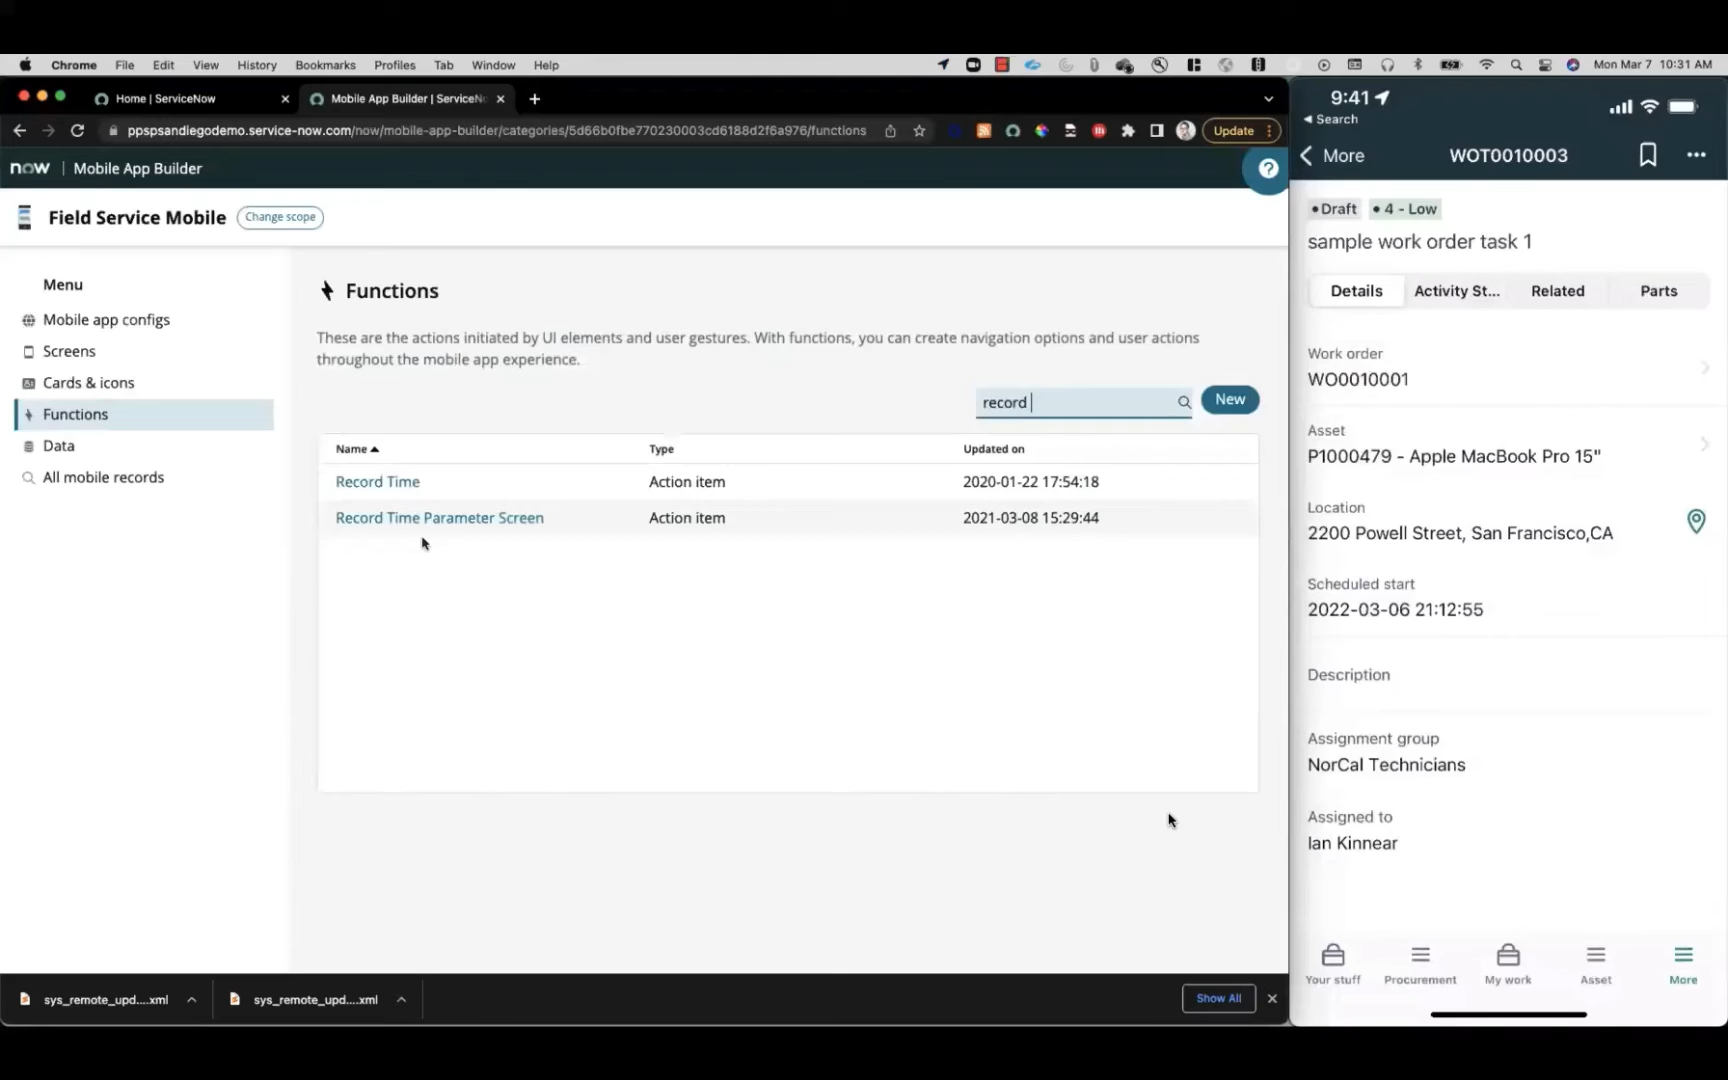 Chrome File Edit View History Bookmarks Profiles Tab Window Help Mon Mar 7 10:31 AM
Home | ServiceNow Mobile App Builder | ServiceNo
ppspsandiegodemo.service-now.com/now/mobile-app-builder/categories/5d66b0fbe770230003cd6188d2f6a976/functions Update
now | Mobile App Builder ?
Field Service Mobile Change scope
Menu
Mobile app configs
Screens
Cards & icons
Functions
Data
All mobile records
Functions
These are the actions initiated by UI elements and user gestures. With functions, you can create navigation options and user actions
throughout the mobile app experience.
record New
Name Type Updated on
Record Time Action item 2020-01-22 17:54:18
Record Time Parameter Screen Action item 2021-03-08 15:29:44
sys_remote_upd....xml sys_remote_upd....xml Show All
9:41
Search
More WOT0010003
Draft 4 - Low
sample work order task 1
Details Activity St... Related Parts
Work order
WO0010001
Asset
P1000479 - Apple MacBook Pro 15"
Location
2200 Powell Street, San Francisco,CA
Scheduled start
2022-03-06 21:12:55
Description
Assignment group
NorCal Technicians
Assigned to
Ian Kinnear
Your stuff Procurement My work Asset More